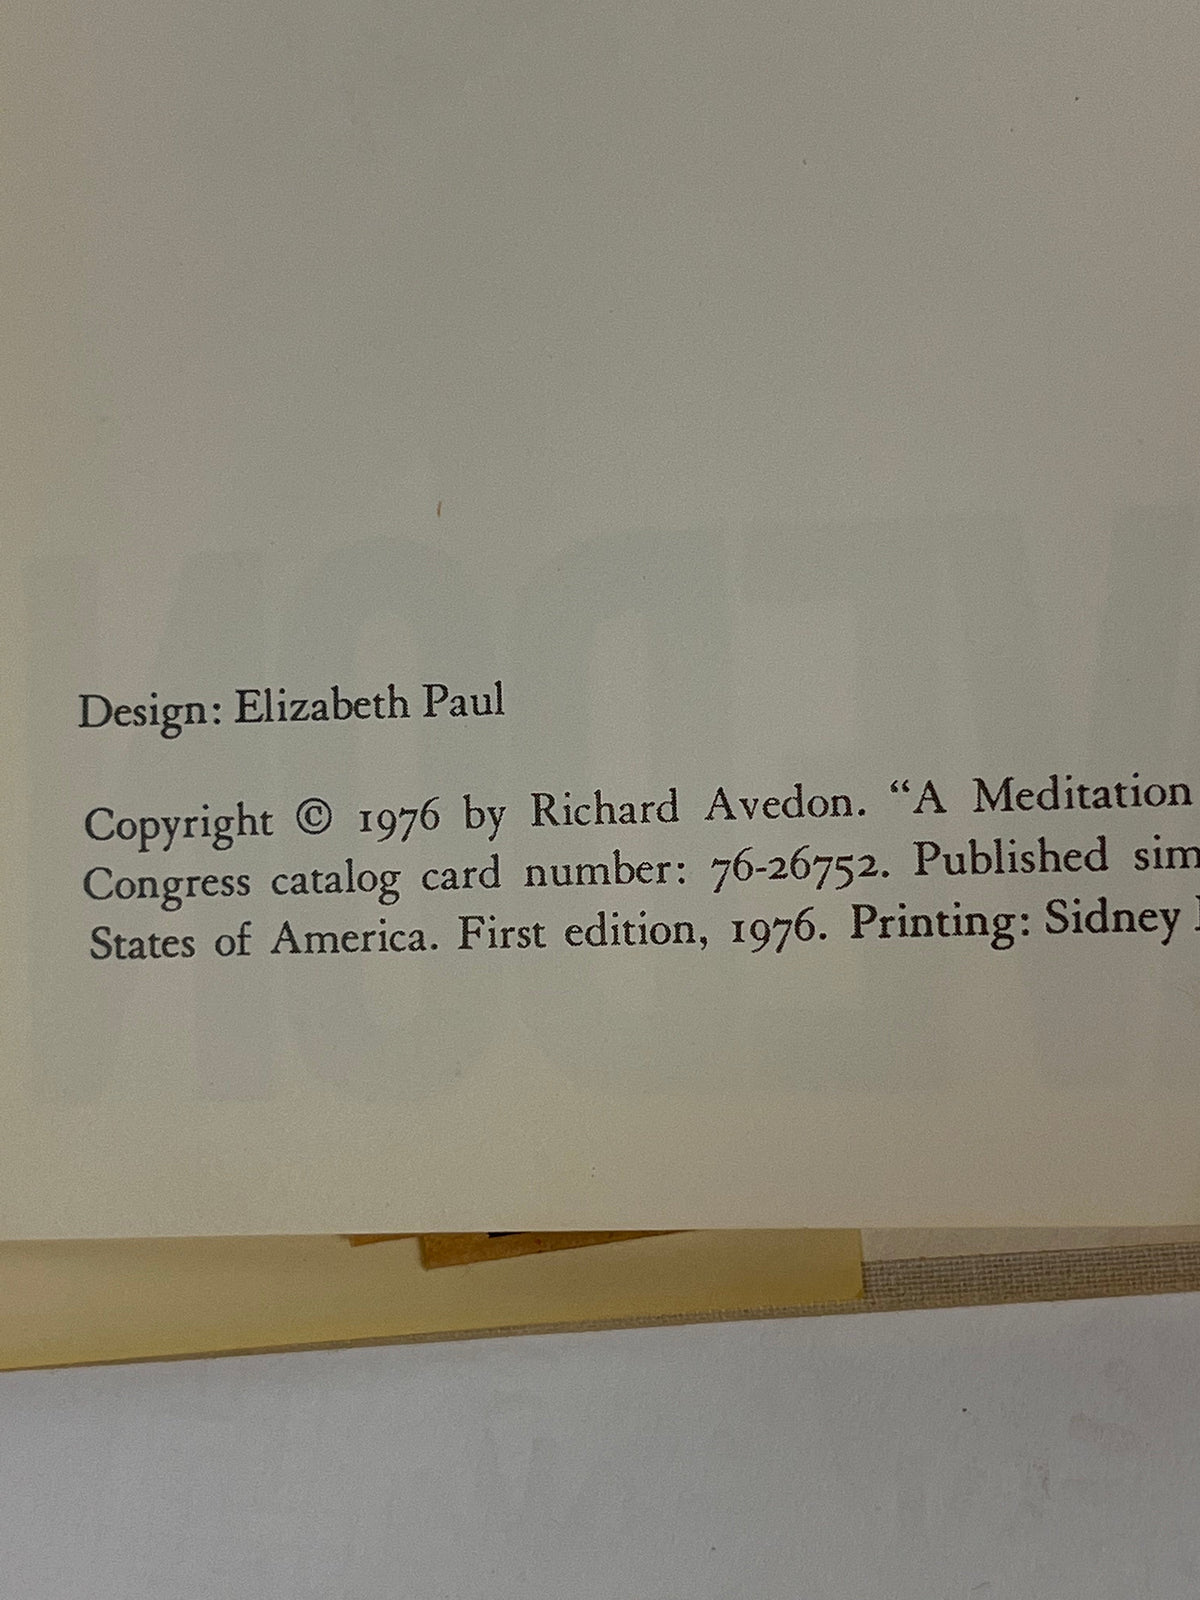 Design: Elizabeth Paul
Copyright © 1976 by Richard Avedon. “A Meditation
Congress catalog card number: 76-26752. Published sim
States of America. First edition, 1976. Printing: Sidney